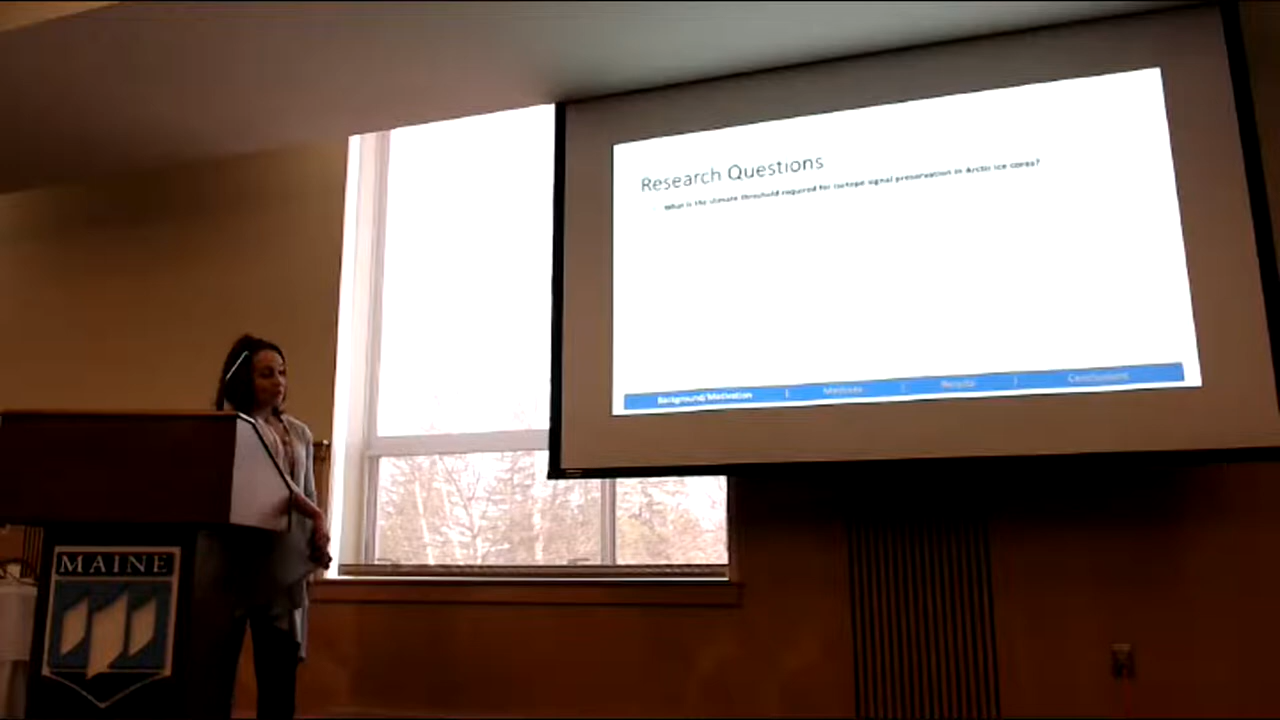 Research Questions
What is the climate threshold required for isotope signal preservation in Arctic ice cores?
Background/Motivation | Methods | Results | Conclusions
MAINE